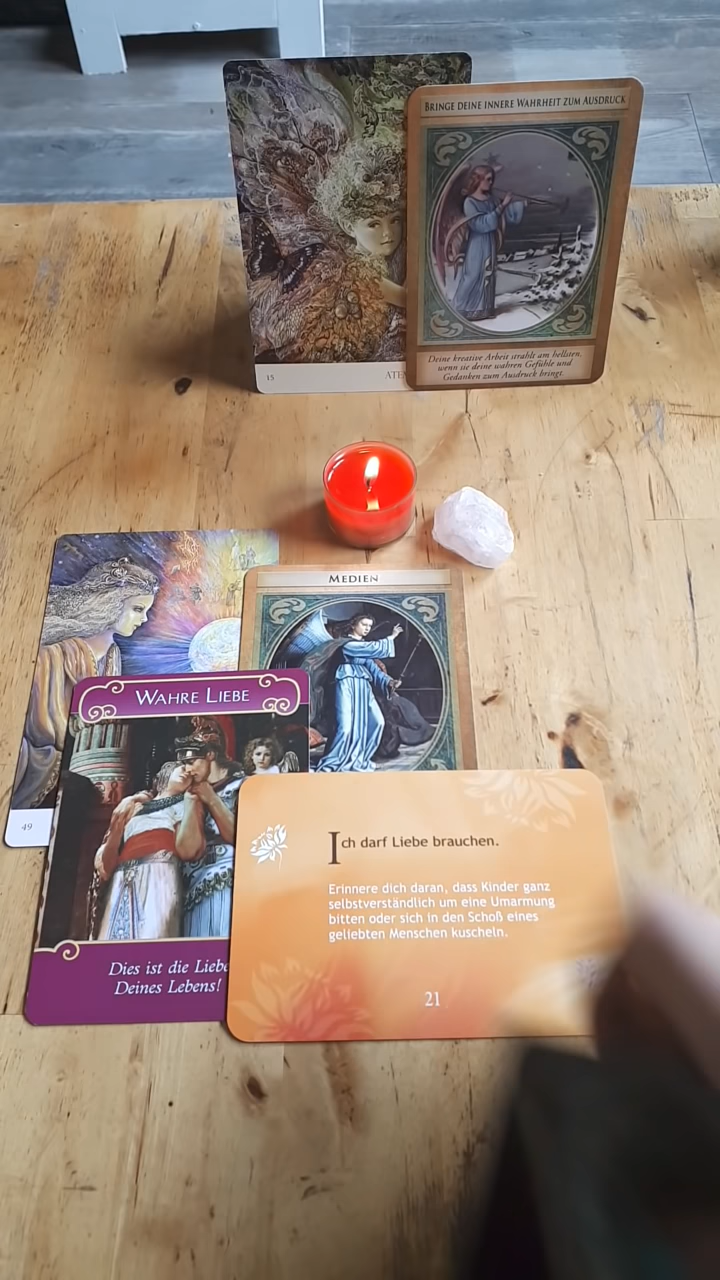 BRINGE DEINE INNERE WAHRHEIT ZUM AUSDRUCK
Deine kreative Arbeit strahlt am hellsten,
wenn sie deine wahren Gefühle und
Gedanken zum Ausdruck bringt.
15
MEDIEN
49
WAHRE LIEBE
Dies ist die Liebe
Deines Lebens!
Ich darf Liebe brauchen.
Erinnere dich daran, dass Kinder ganz
selbstverständlich um eine Umarmung
bitten oder sich in den Schoß eines
geliebten Menschen kuscheln.
21